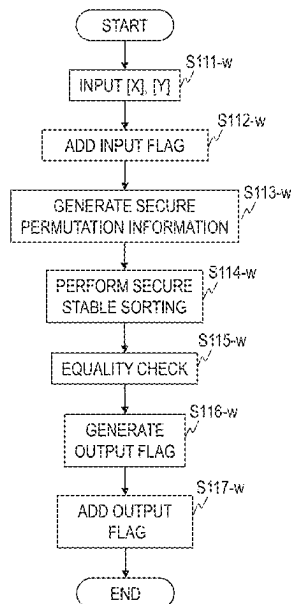 START
S111-w
INPUT [X], [Y]
S112-w
ADD INPUT FLAG
S113-w
GENERATE SECURE
PERMUTATION INFORMATION
S114-w
PERFORM SECURE
STABLE SORTING
S115-w
EQUALITY CHECK
S116-w
GENERATE
OUTPUT FLAG
S117-w
ADD OUTPUT
FLAG
END